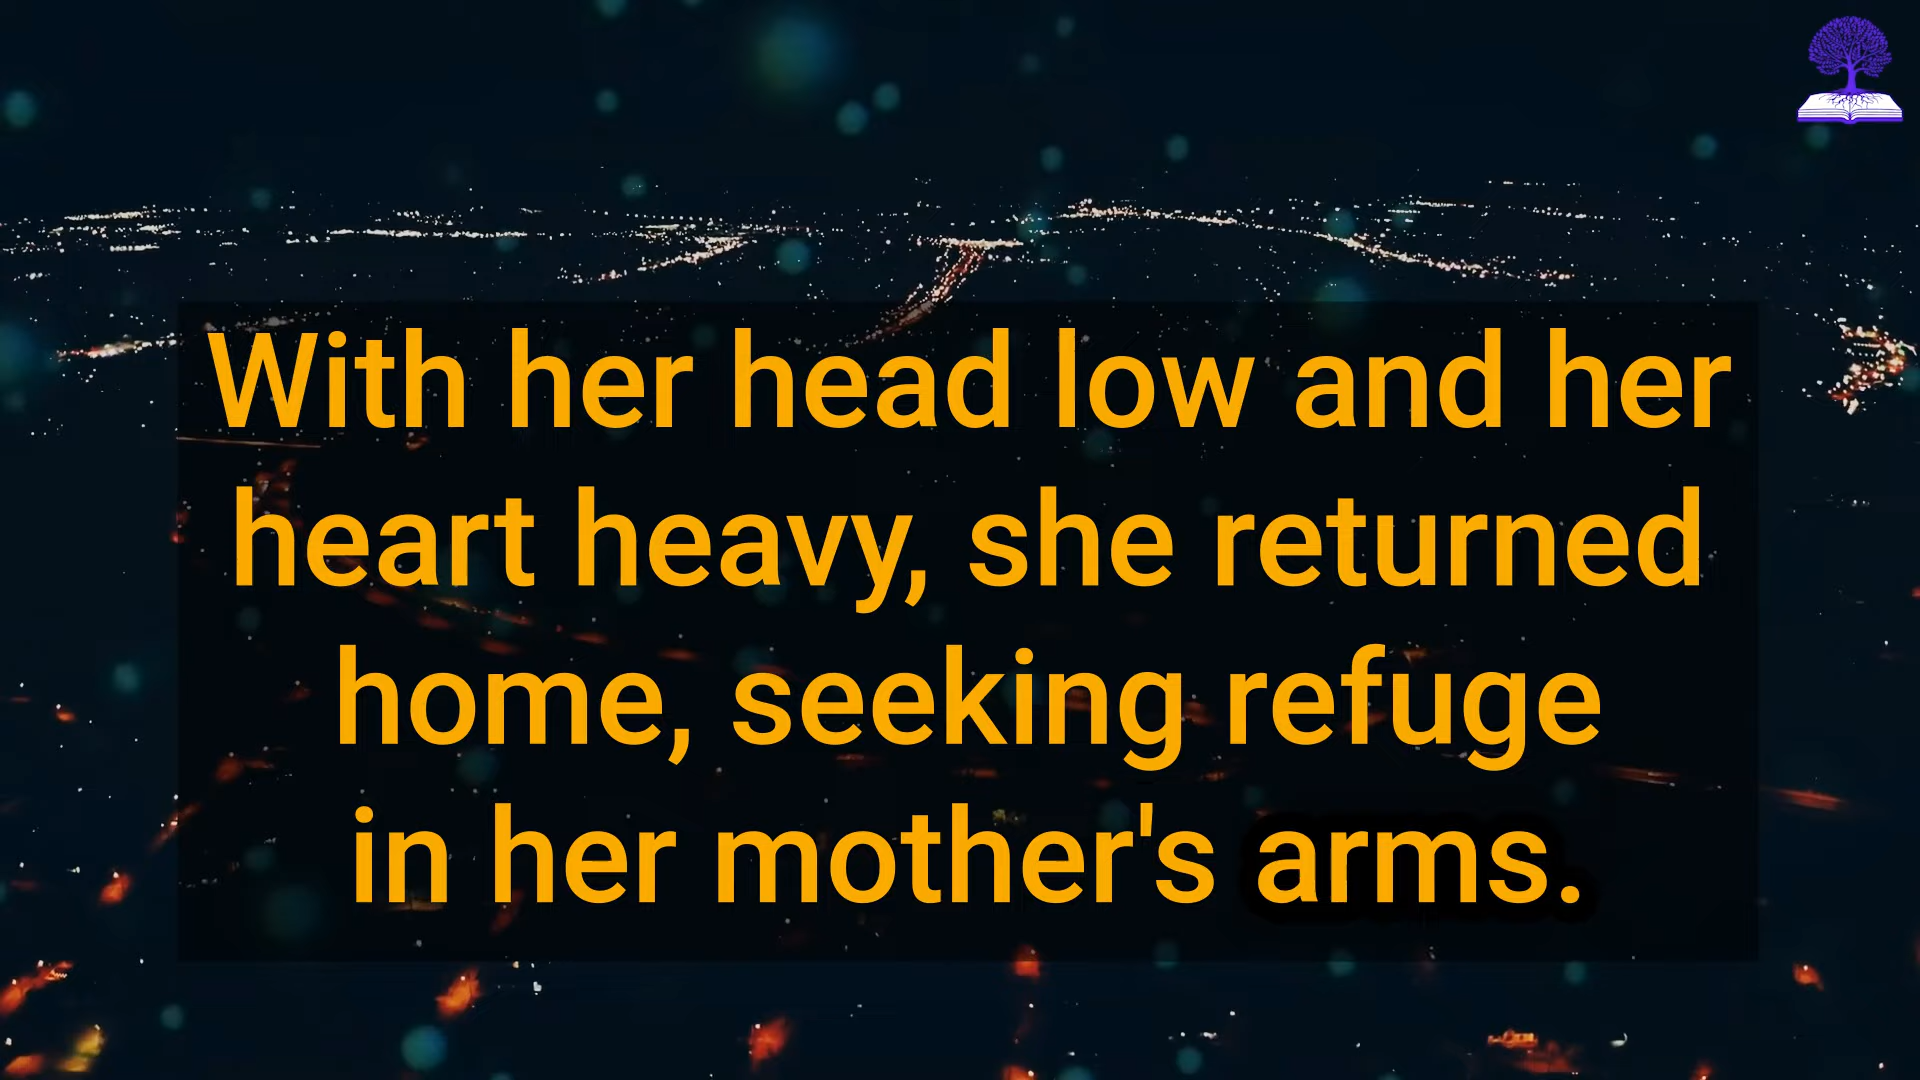 With her head low and her
heart heavy, she returned
home, seeking refuge
in her mother's arms.